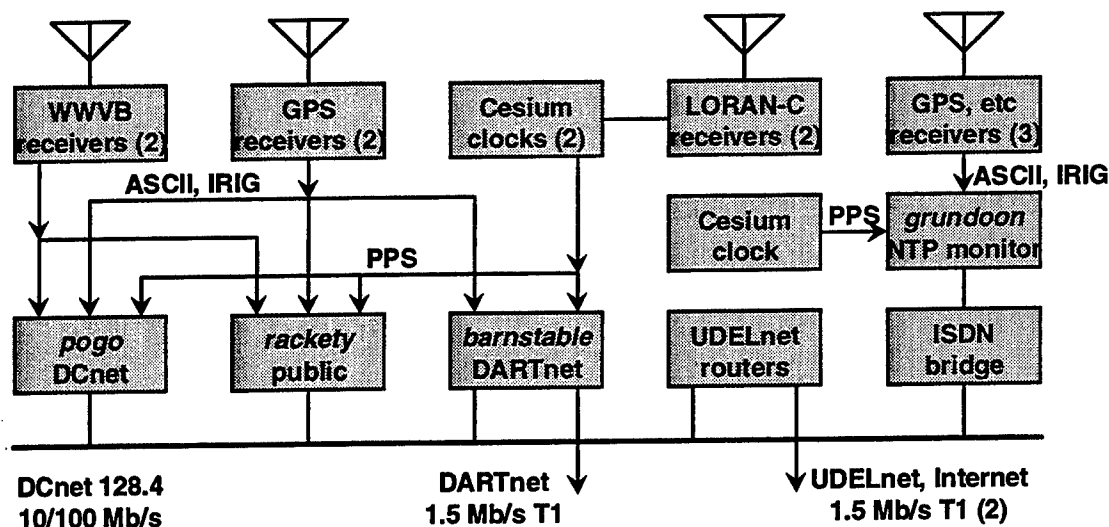 WWVB
receivers (2)
GPS
receivers (2)
Cesium
clocks (2)
LORAN-C
receivers (2)
GPS, etc
receivers (3)
ASCII, IRIG
ASCII, IRIG
Cesium
clock
PPS
grundoon
NTP monitor
PPS
pogo
DCnet
rackety
public
barnstable
DARTnet
UDELnet
routers
ISDN
bridge
DCnet 128.4
10/100 Mb/s
DARTnet
1.5 Mb/s T1
UDELnet, Internet
1.5 Mb/s T1 (2)